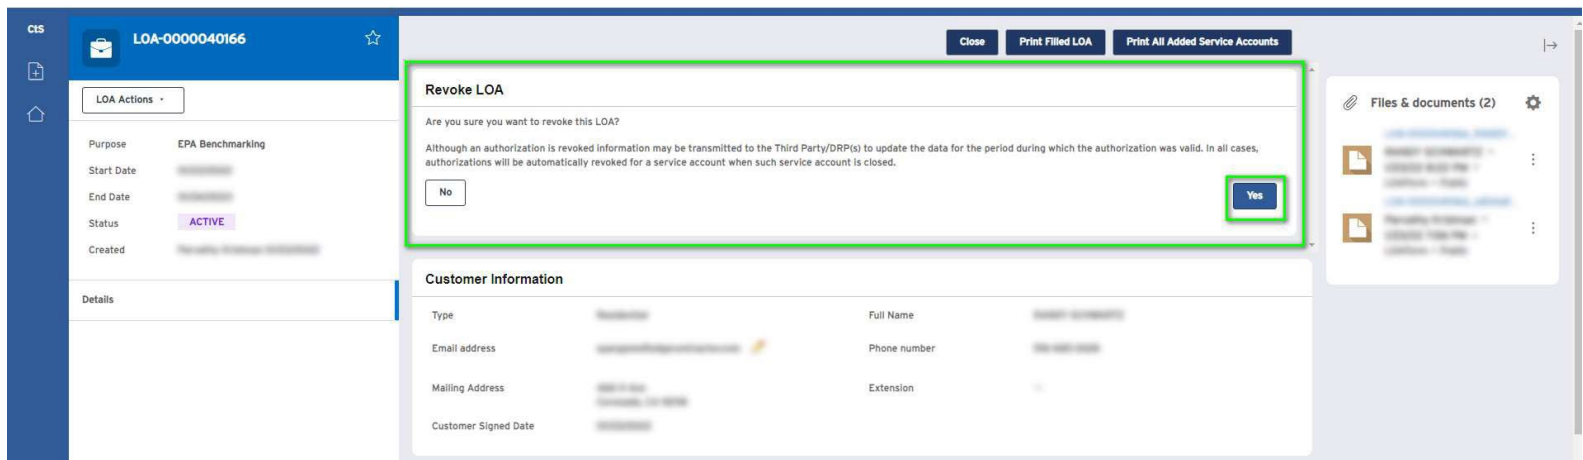 CtS
LOA-0000040166
LOA Actions
Purpose EPA Benchmarking
Start Date
End Date
Status ACTIVE
Created
Details
Close Print Filled LOA Print All Added Service Accounts
Revoke LOA
Are you sure you want to revoke this LOA?
Although an authorization is revoked information may be transmitted to the Third Party/DRP(s) to update the data for the period during which the authorization was valid. In all cases,
authorizations will be automatically revoked for a service account when such service account is closed.
No Yes
Customer Information
Type Full Name
Email address Phone number
Mailing Address Extension
Customer Signed Date
Files & documents (2)